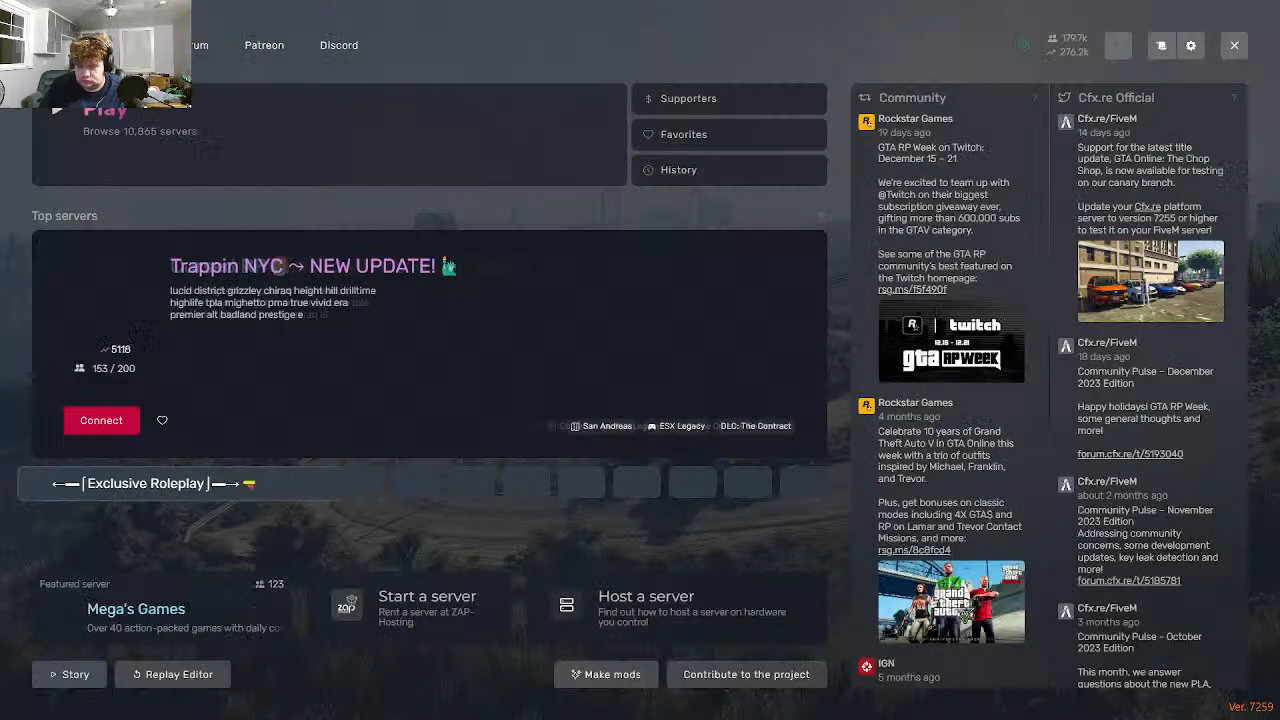 um
Patreon
Discord
179.7k
276.2k
Play
Browse 10,865 servers
$ Supporters
Favorites
History
Top servers
Trappin NYC ⤳ NEW UPDATE! 🗽
lucid district grizzley chiraq height hill drilltime
highlife tpla mighetto pma true vivid era
premier alt badland prestige e
5118
153 / 200
Connect
San Andreas
ESX Legacy
DLC: The Contract
⟵⌈Exclusive Roleplay⌋⟶ 🔫
Featured server
123
Mega's Games
Over 40 action-packed games with daily co
ZAP
Start a server
Rent a server at ZAP-
Hosting.
Host a server
Find out how to host a server on hardware
you control
Story
Replay Editor
Make mods
Contribute to the project
Community
?
Rockstar Games
19 days ago
GTA RP Week on Twitch:
December 15 – 21
We're excited to team up with
@Twitch on their biggest
subscription giveaway ever,
gifting more than 600,000 subs
in the GTAV category.
See some of the GTA RP
community's best featured on
the Twitch homepage:
rsg.ms/f5f490f
R* | twitch
12.15 - 12.21
gta RP WEEK
Rockstar Games
4 months ago
Celebrate 10 years of Grand
Theft Auto V in GTA Online this
week with a trio of outfits
inspired by Michael, Franklin,
and Trevor.
Plus, get bonuses on classic
modes including 4X GTA$ and
RP on Lamar and Trevor Contact
Missions, and more:
rsg.ms/8c8fcd4
IGN
5 months ago
Cfx.re Official
?
Cfx.re/FiveM
14 days ago
Support for the latest title
update, GTA Online: The Chop
Shop, is now available for testing
on our canary branch.
Update your Cfx.re platform
server to version 7255 or higher
to test it on your FiveM server!
Cfx.re/FiveM
18 days ago
Community Pulse – December
2023 Edition
Happy holidays! GTA RP Week,
some general thoughts and
more!
forum.cfx.re/t/5193040
Cfx.re/FiveM
about 2 months ago
Community Pulse – November
2023 Edition
Addressing community
concerns, some development
updates, key leak detection and
more!
forum.cfx.re/t/5185781
Cfx.re/FiveM
3 months ago
Community Pulse – October
2023 Edition
This month, we answer
questions about the new PLA,
Ver. 7259